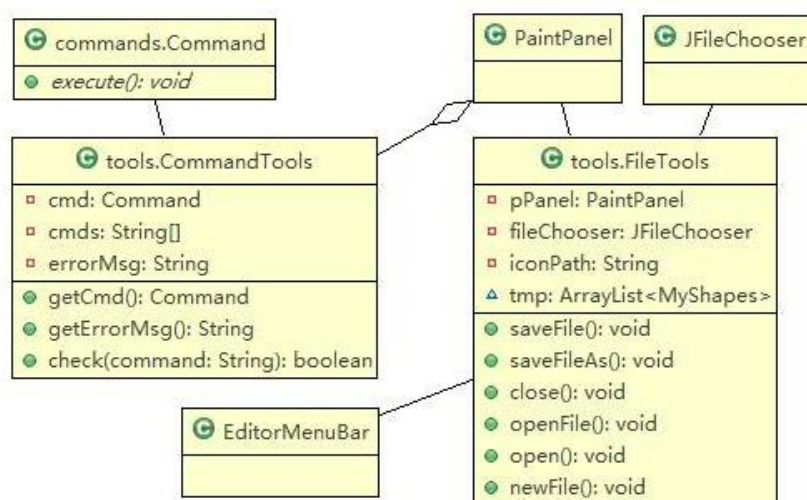 commands.Command
execute(): void
PaintPanel
JFileChooser
tools.CommandTools
cmd: Command
cmds: String[]
errorMsg: String
getCmd(): Command
getErrorMsg(): String
check(command: String): boolean
tools.FileTools
pPanel: PaintPanel
fileChooser: JFileChooser
iconPath: String
tmp: ArrayList<MyShapes>
saveFile(): void
saveFileAs(): void
close(): void
openFile(): void
open(): void
newFile(): void
EditorMenuBar